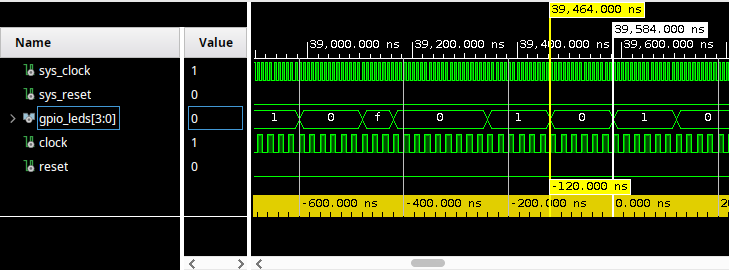 39,464.000 ns
39,584.000 ns
Name Value
39,000.000 ns 39,200.000 ns 39,400.000 ns 39,600.000 ns
sys_clock 1
sys_reset 0
gpio_leds[3:0] 0 1 0 f 0 1 0 1 0
clock 1
reset 0
-120.000 ns
-600.000 ns -400.000 ns -200.000 ns 0.000 ns